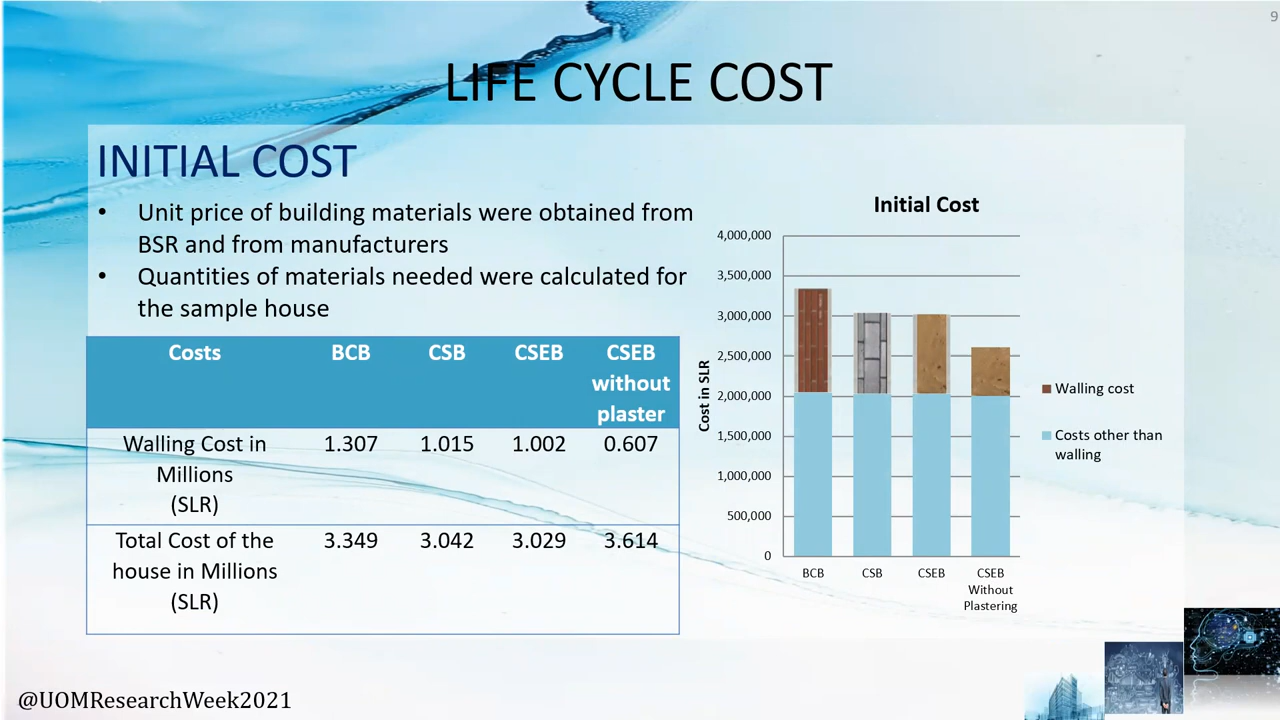 9
LIFE CYCLE COST
INITIAL COST
• Unit price of building materials were obtained from
BSR and from manufacturers
• Quantities of materials needed were calculated for
the sample house
Costs BCB CSB CSEB CSEB
without
plaster
Walling Cost in 1.307 1.015 1.002 0.607
Millions
(SLR)
Total Cost of the 3.349 3.042 3.029 3.614
house in Millions
(SLR)
Initial Cost
Cost in SLR
4,000,000
3,500,000
3,000,000
2,500,000
2,000,000
1,500,000
1,000,000
500,000
0
BCB CSB CSEB CSEB
Without
Plastering
Walling cost
Costs other than
walling
@UOMResearchWeek2021